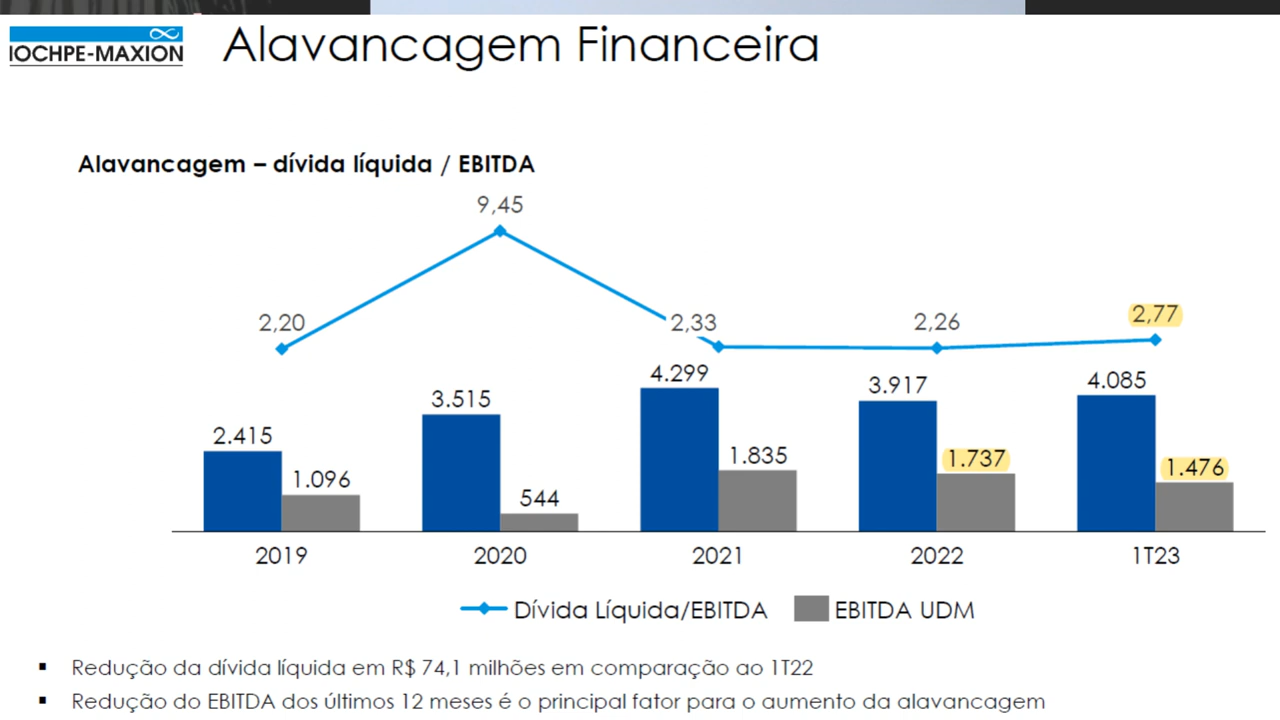 IOCHPE-MAXION
Alavancagem Financeira
Alavancagem – dívida líquida / EBITDA
9,45
2,20
2,33
2,26
2,77
2.415
1.096
3.515
544
4.299
1.835
3.917
1.737
4.085
1.476
2019
2020
2021
2022
1T23
Dívida Líquida/EBITDA
EBITDA UDM
▪ Redução da dívida líquida em R$ 74,1 milhões em comparação ao 1T22
▪ Redução do EBITDA dos últimos 12 meses é o principal fator para o aumento da alavancagem